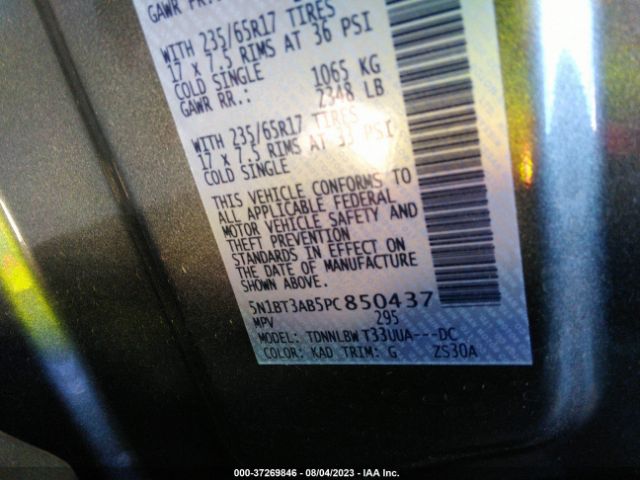 GAWR
WITH 235/65R17 TIRES
17 X 7.5 RIMS AT 36 PSI
COLD SINGLE 1065 KG
GAWR RR.: 2348 LB
WITH 235/65R17 TIRES
17 X 7.5 RIMS AT 33 PSI
COLD SINGLE
THIS VEHICLE CONFORMS TO
ALL APPLICABLE FEDERAL
MOTOR VEHICLE SAFETY AND
THEFT PREVENTION
STANDARDS IN EFFECT ON
THE DATE OF MANUFACTURE
SHOWN ABOVE.
5N1BT3AB5PC850437
MPV 295
MODEL: TDNNLBW T33UUA---DC
COLOR: KAD TRIM: G ZS30A
000-37269846 - 08/04/2023 - IAA Inc.